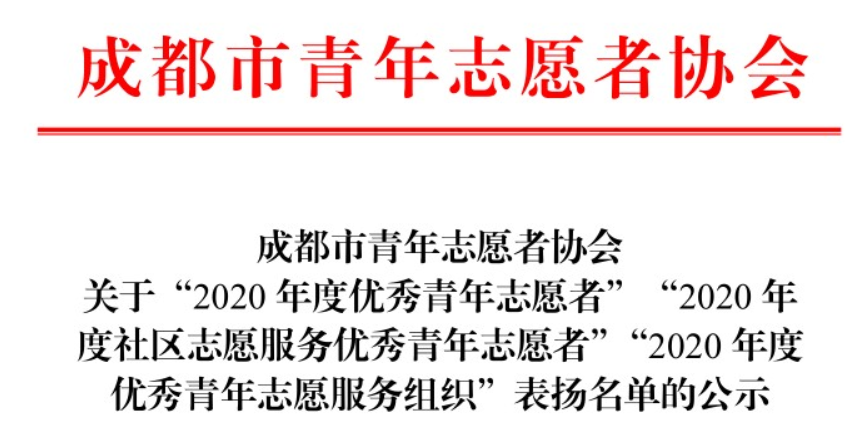 成都市青年志愿者协会
成都市青年志愿者协会
关于“2020 年度优秀青年志愿者” “2020 年
度社区志愿服务优秀青年志愿者”“2020 年度
优秀青年志愿服务组织”表扬名单的公示